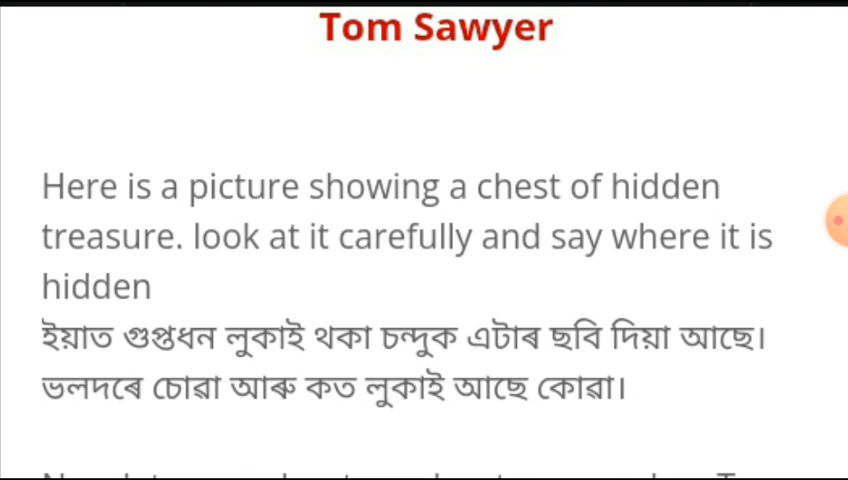 Tom Sawyer
Here is a picture showing a chest of hidden
treasure. look at it carefully and say where it is
hidden
ইয়াত গুপ্তধন লুকাই থকা চন্দুক এটাৰ ছবি দিয়া আছে।
ভলদৰে চোৱা আৰু কত লুকাই আছে কোৱা।